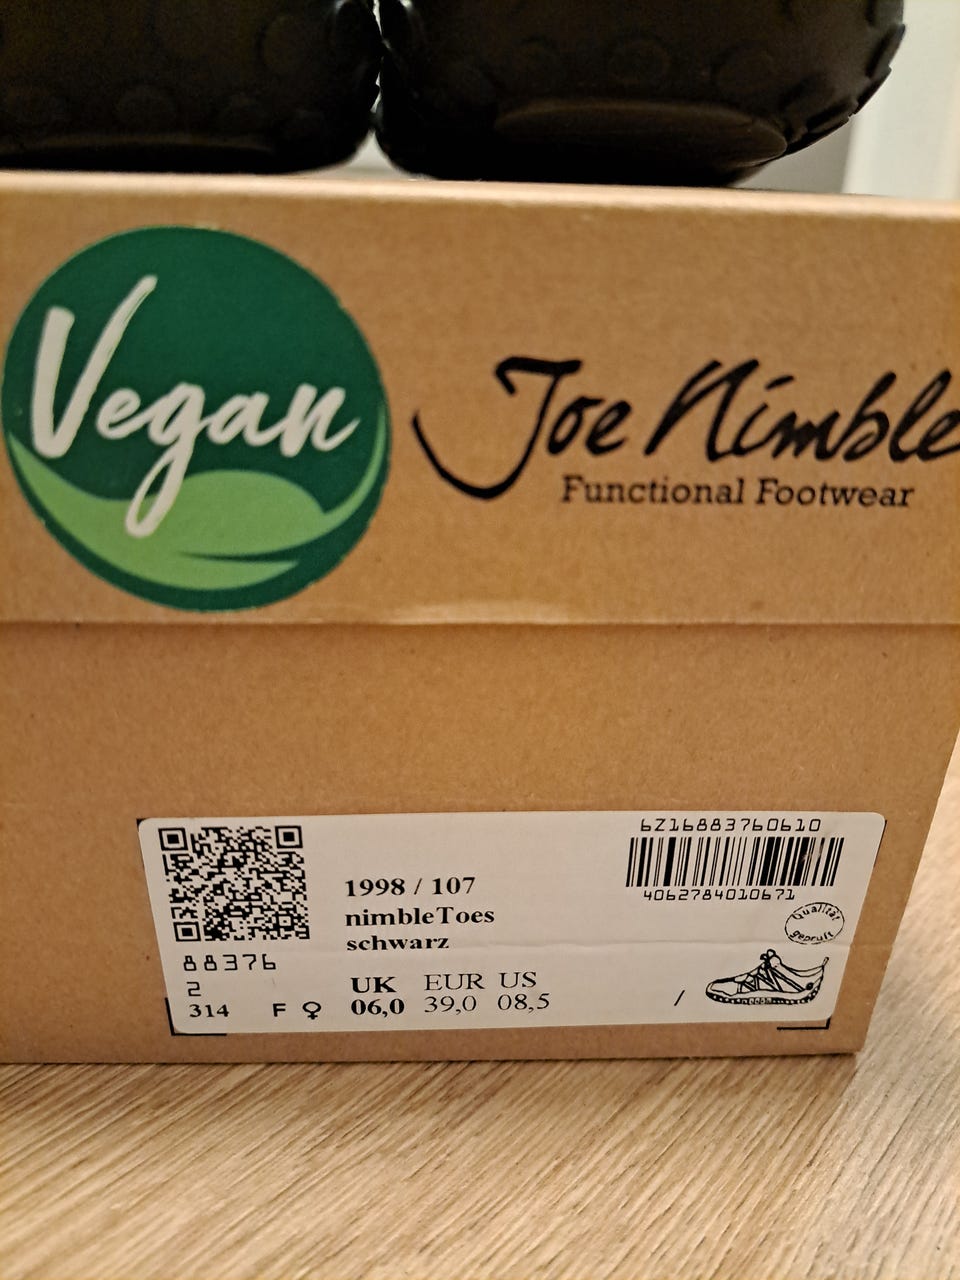 Vegan
Joe Nimble
Functional Footwear
6Z16883760610
4062784010671
1998 / 107
nimbleToes
schwarz
Qualität
geprüft
88376
2
314 F ♀
UK EUR US
06,0 39,0 08,5
/